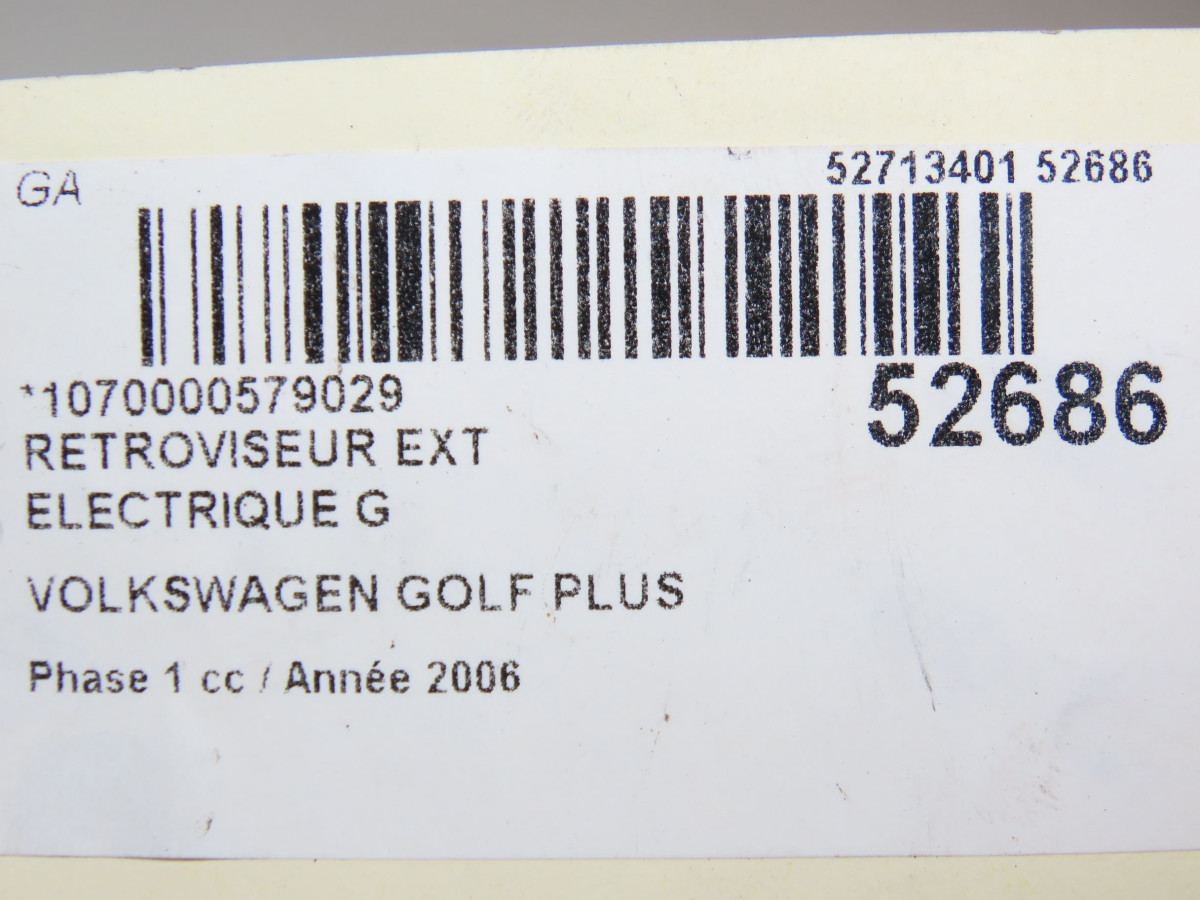 GA
52713401 52686
*1070000579029
52686
RETROVISEUR EXT
ELECTRIQUE G
VOLKSWAGEN GOLF PLUS
Phase 1 cc / Année 2006